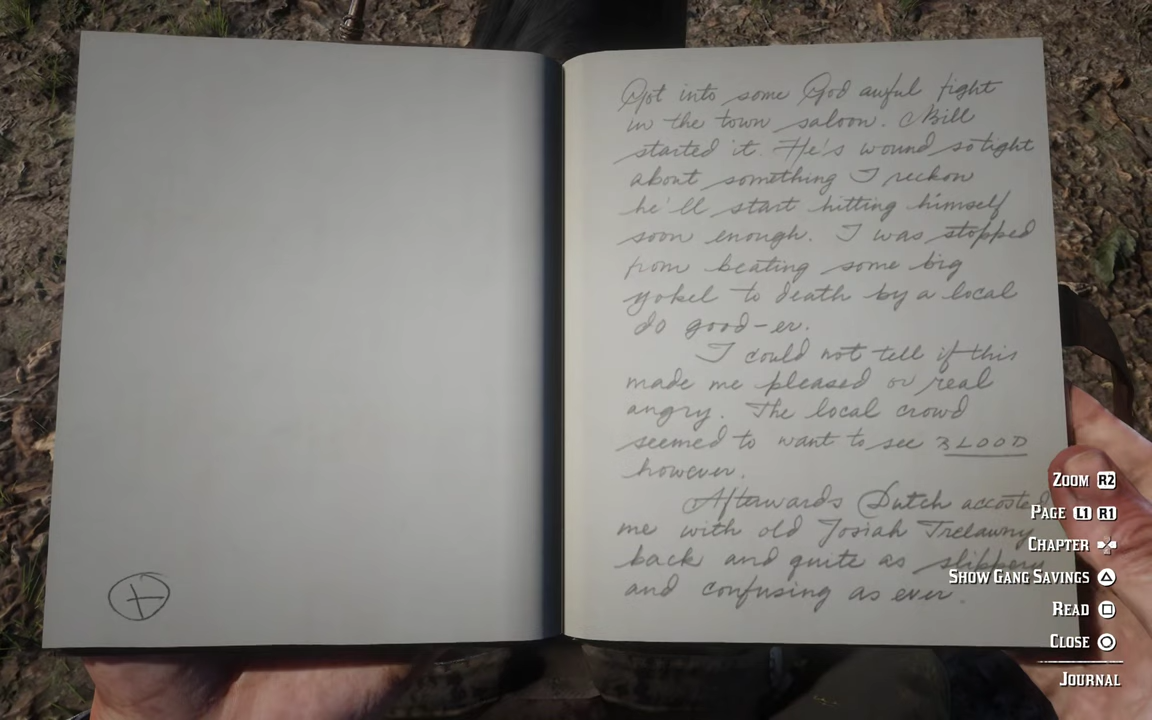 Got into some God awful fight
in the town saloon. Bill
started it. He's wound so tight
about something I reckon
he'll start hitting himself
soon enough. I was stopped
from beating some big
yokel to death by a local
do good-er.
I could not tell if this
made me pleased or real
angry. The local crowd
seemed to want to see BLOOD
however.
Afterwards Dutch accosted
me with old Josiah Trelawny
back and quite as slippery
and confusing as ever.
ZOOM R2
PAGE L1 R1
CHAPTER
SHOW GANG SAVINGS
READ
CLOSE
JOURNAL